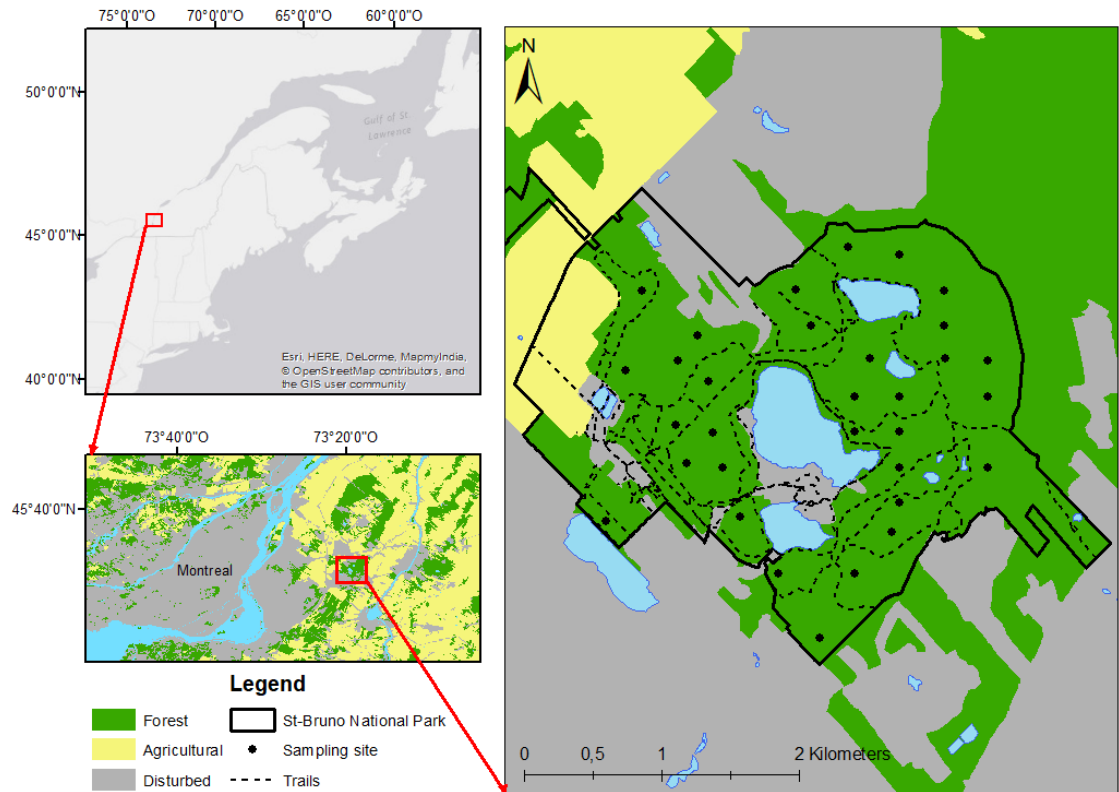 75°0'0"O 70°0'0"O 65°0'0"O 60°0'0"O
50°0'0"N
45°0'0"N
40°0'0"N
Gulf of St.
Lawrence
Esri, HERE, DeLorme, MapmyIndia,
© OpenStreetMap contributors, and
the GIS user community
N
73°40'0"O 73°20'0"O
45°40'0"N
Montreal
Legend
Forest
St-Bruno National Park
Agricultural
Sampling site
Disturbed
Trails
0 0,5 1 2 Kilometers